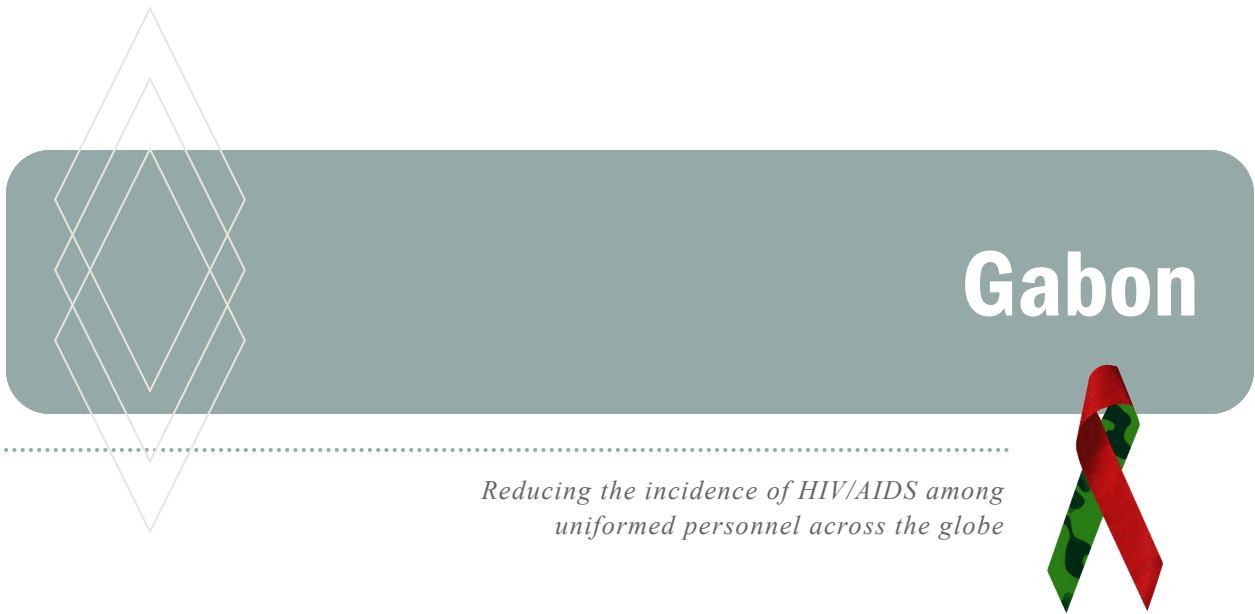 Gabon
Reducing the incidence of HIV/AIDS among
uniformed personnel across the globe